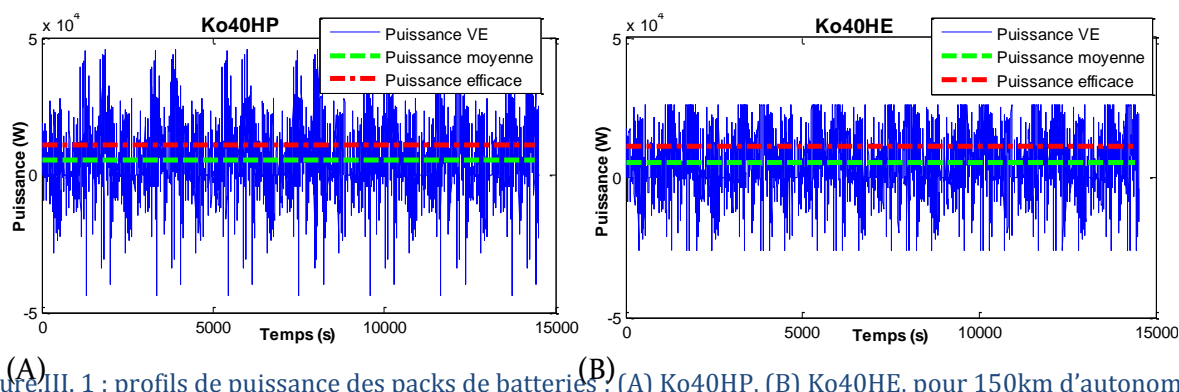 x 10^4
Ko40HP
Puissance VE
Puissance moyenne
Puissance efficace
Puissance (W)
5
0
-5
0 5000 10000 15000
Temps (s)
(A)
x 10^4
Ko40HE
Puissance VE
Puissance moyenne
Puissance efficace
Puissance (W)
5
0
-5
0 5000 10000 15000
Temps (s)
(B)
III. 1 : profils de puissance des packs de batteries : (A) Ko40HP, (B) Ko40HE, pour 150km